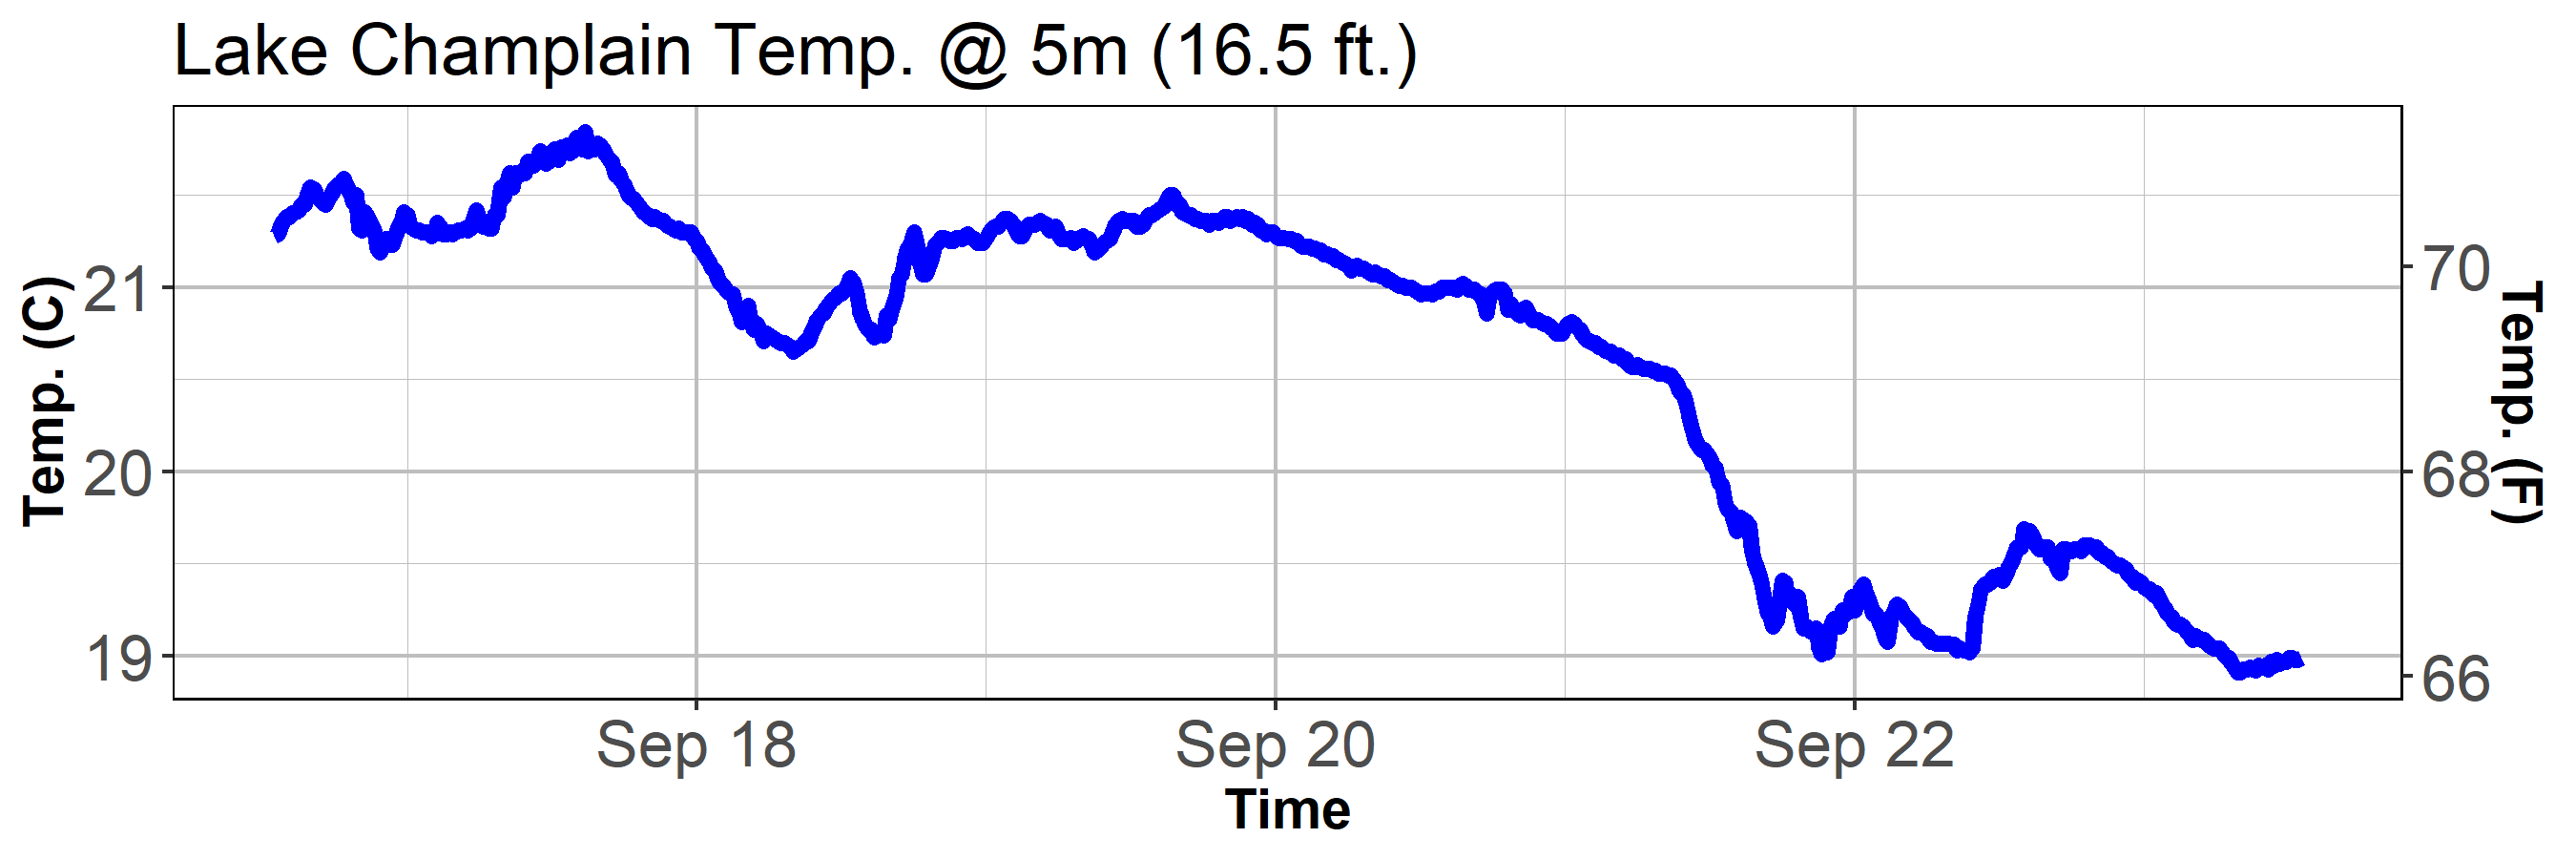 Lake Champlain Temp. @ 5m (16.5 ft.)
Temp. (C)
21
20
19
70
68
66
Temp. (F)
Sep 18
Sep 20
Sep 22
Time